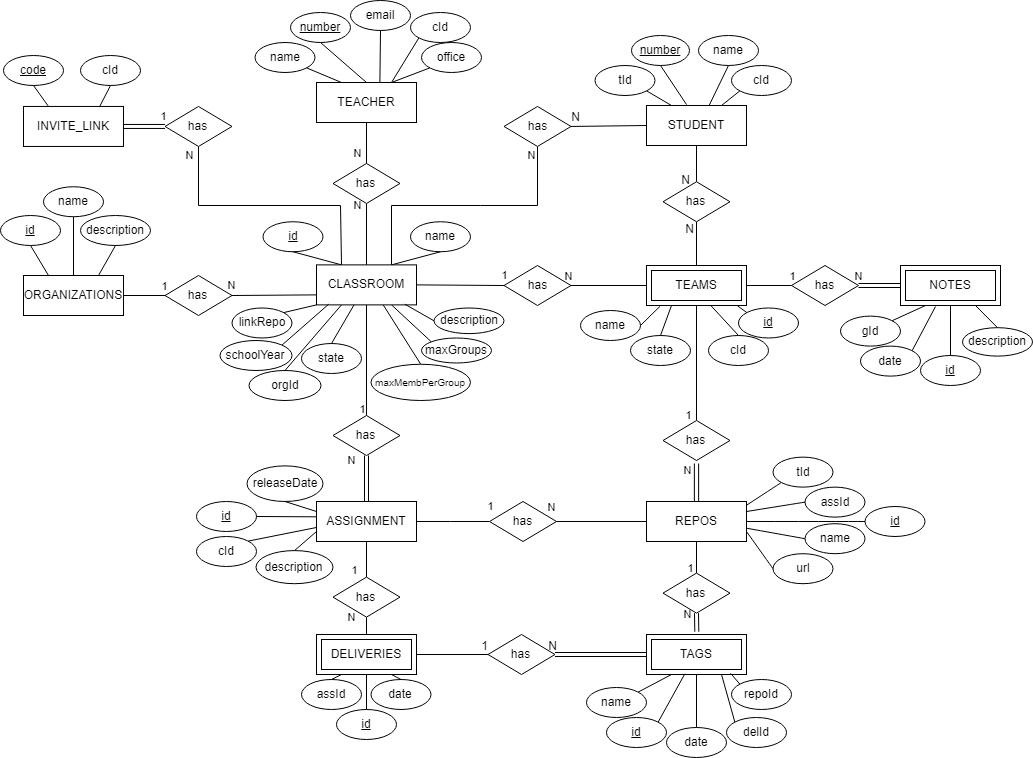 email
number
cId
name
office
code
cId
number
name
tId
cId
TEACHER
INVITE_LINK
1
has
N
has
N
STUDENT
N
N
has
N
N
has
N
name
id
description
id
name
ORGANIZATIONS
1
has
N
CLASSROOM
1
has
N
TEAMS
1
has
N
NOTES
linkRepo
description
schoolYear
state
maxGroups
orgId
maxMembPerGroup
name
id
state
cId
gId
description
date
id
1
has
N
1
has
N
releaseDate
id
cId
description
ASSIGNMENT
1
has
N
REPOS
tId
assId
id
name
url
1
has
N
1
has
N
DELIVERIES
1
has
N
TAGS
assId
date
id
name
repoId
id
delId
date